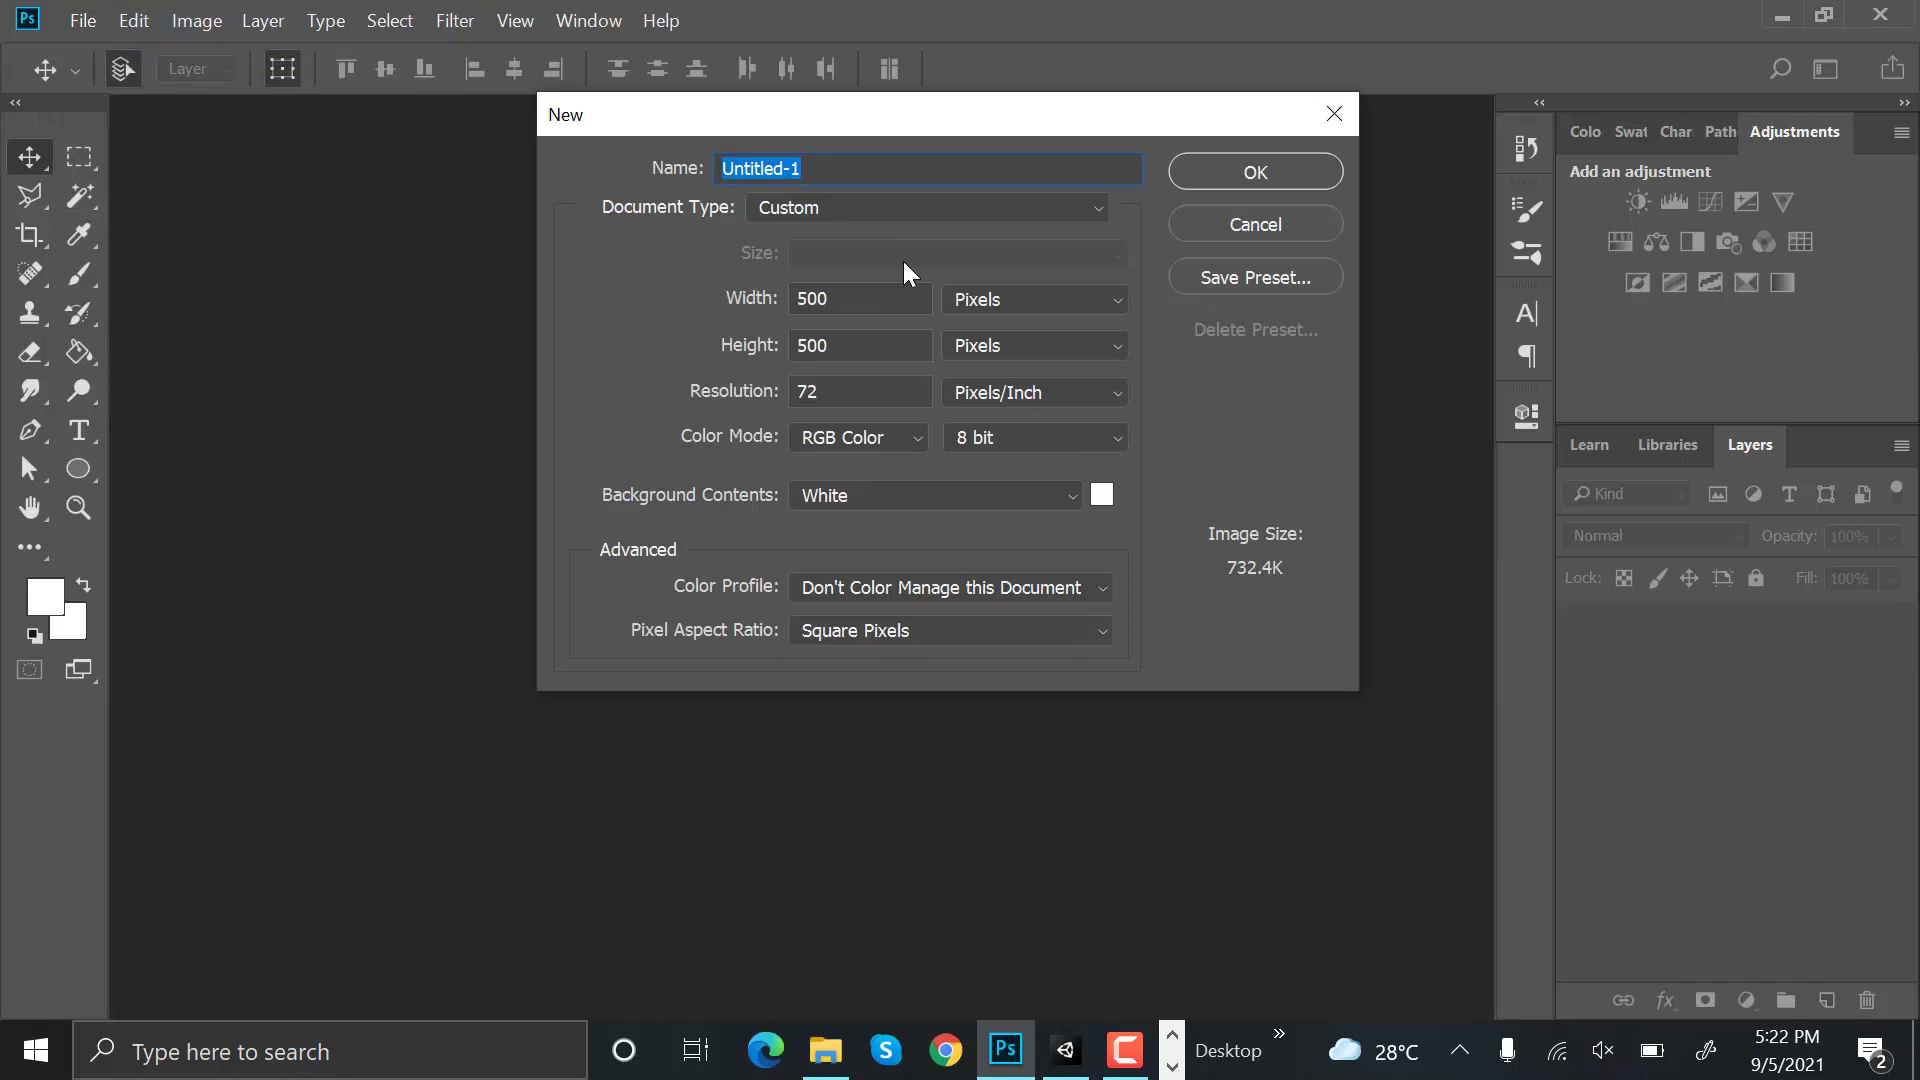 Ps File Edit Image Layer Type Select Filter View Window Help
Layer
New
Name: Untitled-1
Document Type: Custom
Size:
Width: 500 Pixels
Height: 500 Pixels
Resolution: 72 Pixels/Inch
Color Mode: RGB Color 8 bit
Background Contents: White
Advanced
Color Profile: Don't Color Manage this Document
Pixel Aspect Ratio: Square Pixels
OK
Cancel
Save Preset...
Delete Preset...
Image Size:
732.4K
Colo Swat Char Path Adjustments
Add an adjustment
Learn Libraries Layers
Kind
Normal Opacity: 100%
Lock: Fill: 100%
fx
Type here to search
Ps
Desktop
28°C
5:22 PM
9/5/2021
2